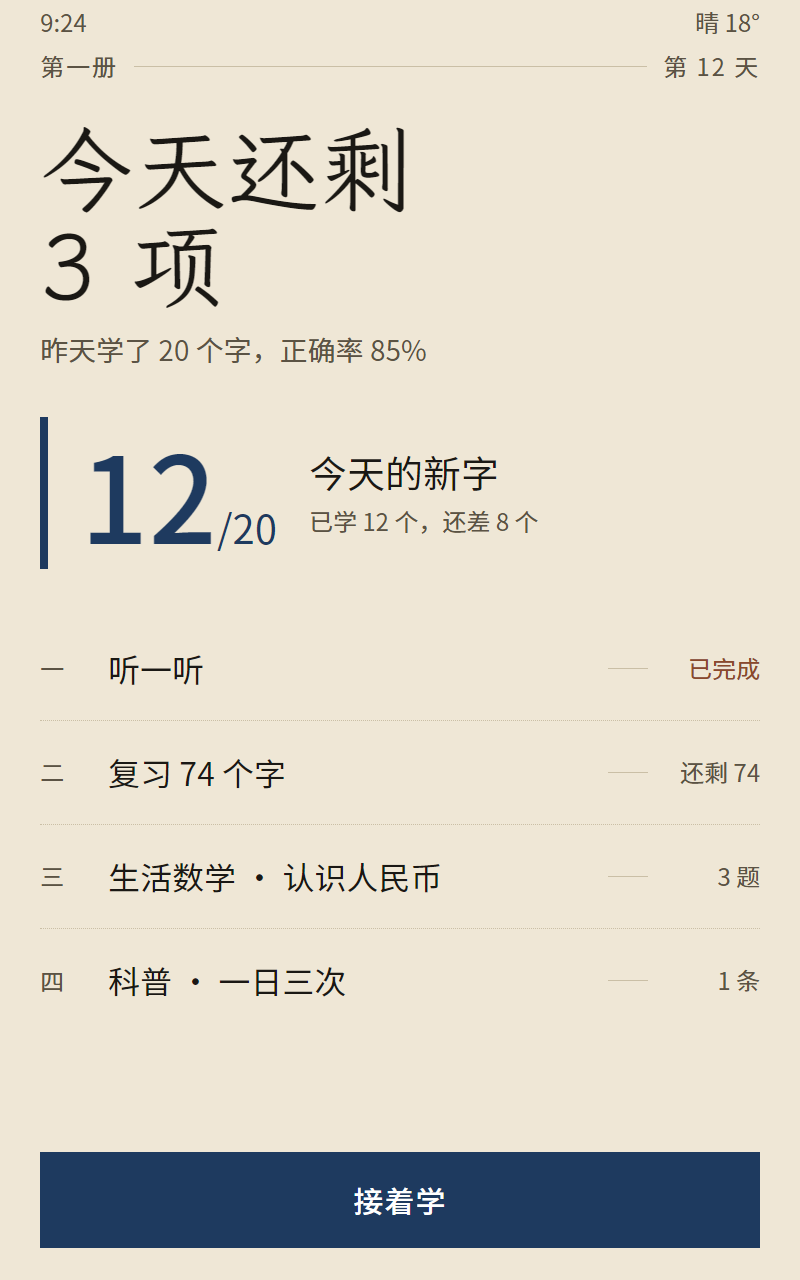 9:24 晴 18°
第一册 第 12 天
今天还剩
3 项
昨天学了 20 个字，正确率 85%
12/20 今天的新字
已学 12 个，还差 8 个
一 听一听 已完成
二 复习 74 个字 还剩 74
三 生活数学 · 认识人民币 3 题
四 科普 · 一日三次 1 条
接着学